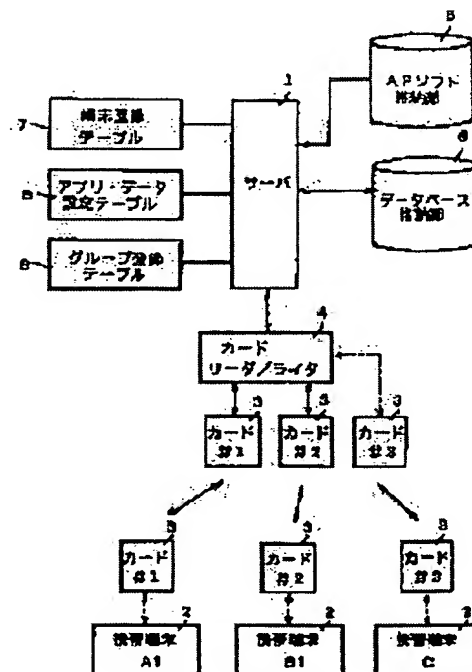 5
1
APソフト
格納部
7
端末登録
テーブル
サーバ
6
アプリ・データ
設定テーブル
データベース
格納部
グループ登録
テーブル
4
カード
リーダ/ライタ
3
3
3
カード
#1
カード
#2
カード
#3
3
3
3
カード
#1
カード
#2
カード
#3
2
2
2
携帯端末
A1
携帯端末
B1
携帯端末
C